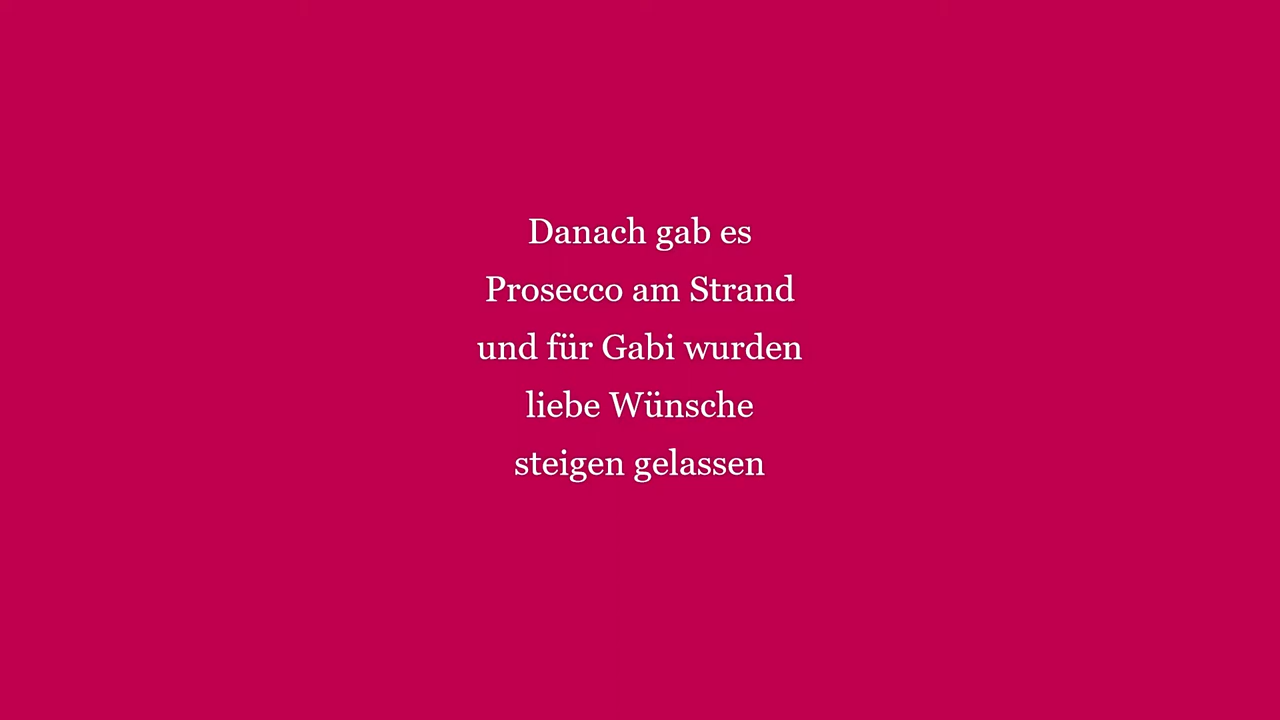 Danach gab es
Prosecco am Strand
und für Gabi wurden
liebe Wünsche
steigen gelassen